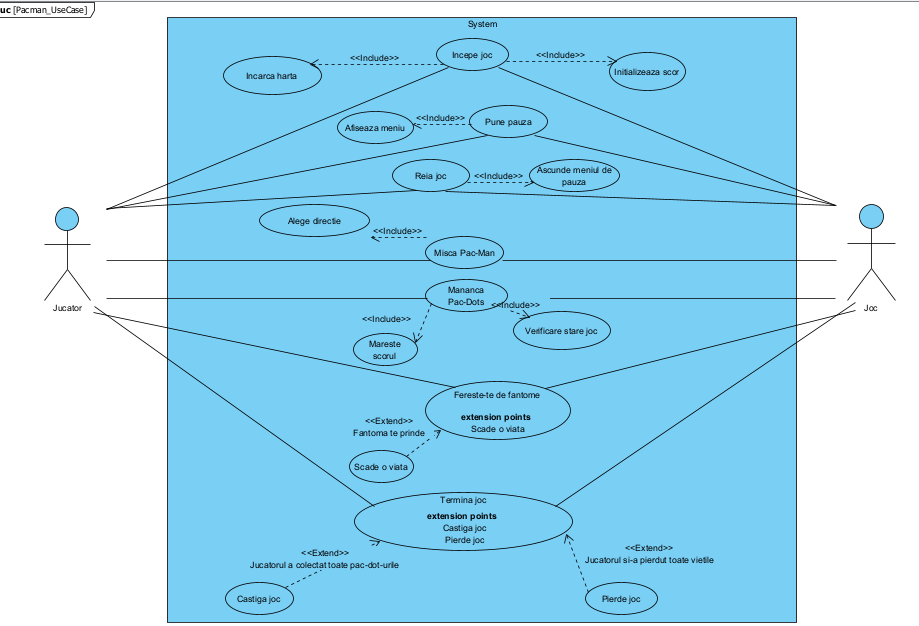 uc [Pacman_UseCase]
System
Incepe joc
<<Include>>
<<Include>>
Incarca harta
Initializeaza scor
Pune pauza
<<Include>>
Afiseaza meniu
Reia joc
<<Include>>
Ascunde meniul de
pauza
Alege directie
<<Include>>
Misca Pac-Man
Mananca
Pac-Dots
<<Include>>
<<Include>>
Verificare stare joc
Mareste
scorul
Jucator
Joc
Fereste-te de fantome
extension points
Scade o viata
<<Extend>>
Fantoma te prinde
Scade o viata
Termina joc
extension points
Castiga joc
Pierde joc
<<Extend>>
Jucatorul a colectat toate pac-dot-urile
<<Extend>>
Jucatorul si-a pierdut toate vietile
Castiga joc
Pierde joc